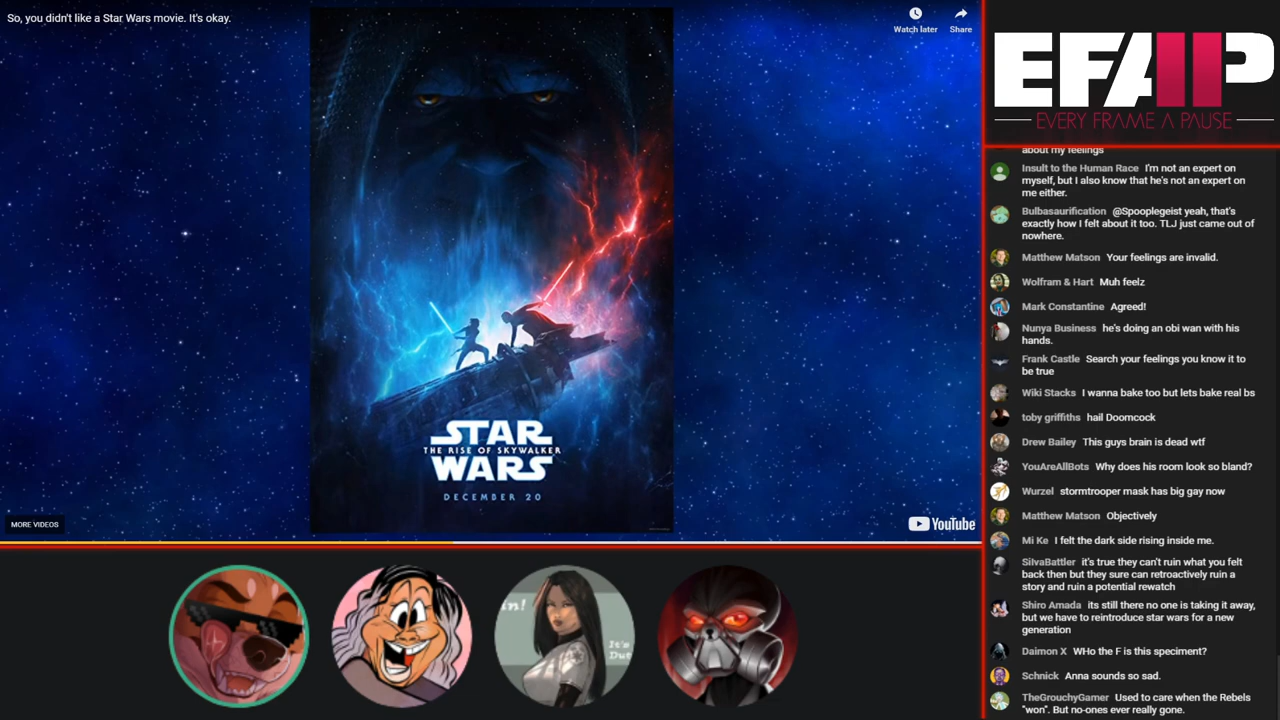 So, you didn't like a Star Wars movie. It's okay.
Watch later
Share
STAR
THE RISE OF SKYWALKER
WARS
DECEMBER 20
MORE VIDEOS
YouTube
in!
It's
Due
EFAP
EVERY FRAME A PAUSE
about my feelings
Insult to the Human Race I'm not an expert on
myself, but I also know that he's not an expert on
me either.
Bulbasaurification @Spooplegeist yeah, that's
exactly how I felt about it too. TLJ just came out of
nowhere.
Matthew Matson Your feelings are invalid.
Wolfram & Hart Muh feelz
Mark Constantine Agreed!
Nunya Business he's doing an obi wan with his
hands.
Frank Castle Search your feelings you know it to
be true
Wiki Stacks I wanna bake too but lets bake real bs
toby griffiths hail Doomcock
Drew Bailey This guys brain is dead wtf
YouAreAllBots Why does his room look so bland?
Wurzel stormtrooper mask has big gay now
Matthew Matson Objectively
Mi Ke I felt the dark side rising inside me.
SilvaBattler it's true they can't ruin what you felt
back then but they sure can retroactively ruin a
story and ruin a potential rewatch
Shiro Amada its still there no one is taking it away,
but we have to reintroduce star wars for a new
generation
Daimon X WHo the F is this speciment?
Schnick Anna sounds so sad.
TheGrouchyGamer Used to care when the Rebels
"won". But no-ones ever really gone.